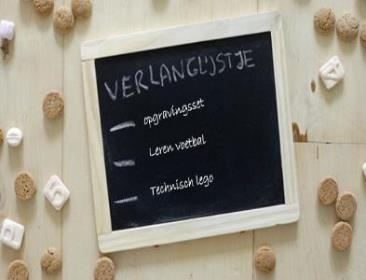 VERLANGLIJSTJE
– opgravingsset
– Leren voetbal
– Technisch lego